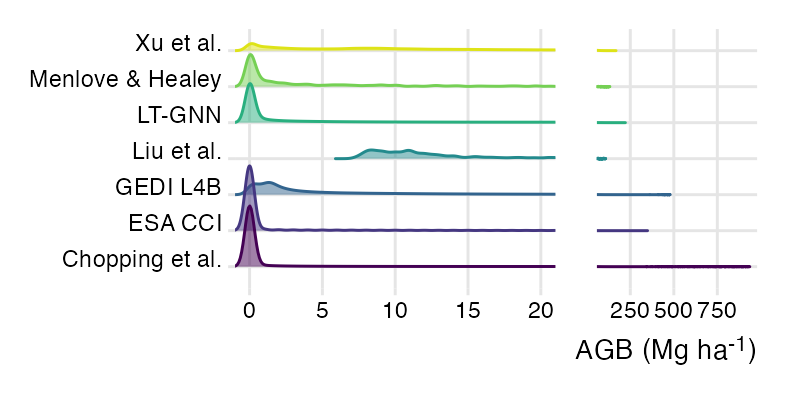 Xu et al.
Menlove & Healey
LT-GNN
Liu et al.
GEDI L4B
ESA CCI
Chopping et al.
0 5 10 15 20 250 500 750
AGB (Mg ha⁻¹)